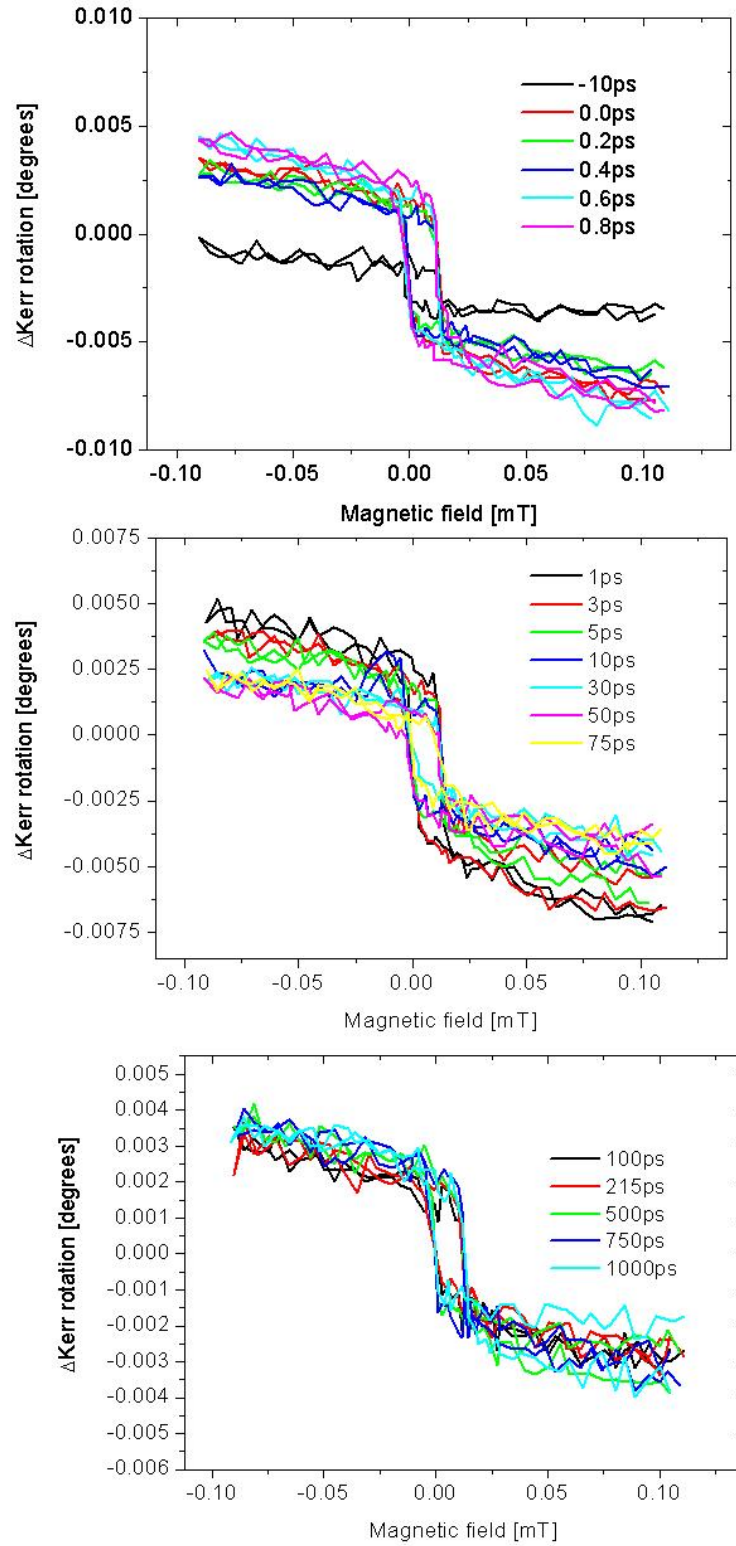 0.010
0.005
0.000
-0.005
-0.010
ΔKerr rotation [degrees]
-10ps
0.0ps
0.2ps
0.4ps
0.6ps
0.8ps
-0.10 -0.05 0.00 0.05 0.10
Magnetic field [mT]
0.0075
0.0050
0.0025
0.0000
-0.0025
-0.0050
-0.0075
ΔKerr rotation [degrees]
1ps
3ps
5ps
10ps
30ps
50ps
75ps
-0.10 -0.05 0.00 0.05 0.10
Magnetic field [mT]
0.005
0.004
0.003
0.002
0.001
0.000
-0.001
-0.002
-0.003
-0.004
-0.005
-0.006
ΔKerr rotation [degrees]
100ps
215ps
500ps
750ps
1000ps
-0.10 -0.05 0.00 0.05 0.10
Magnetic field [mT]